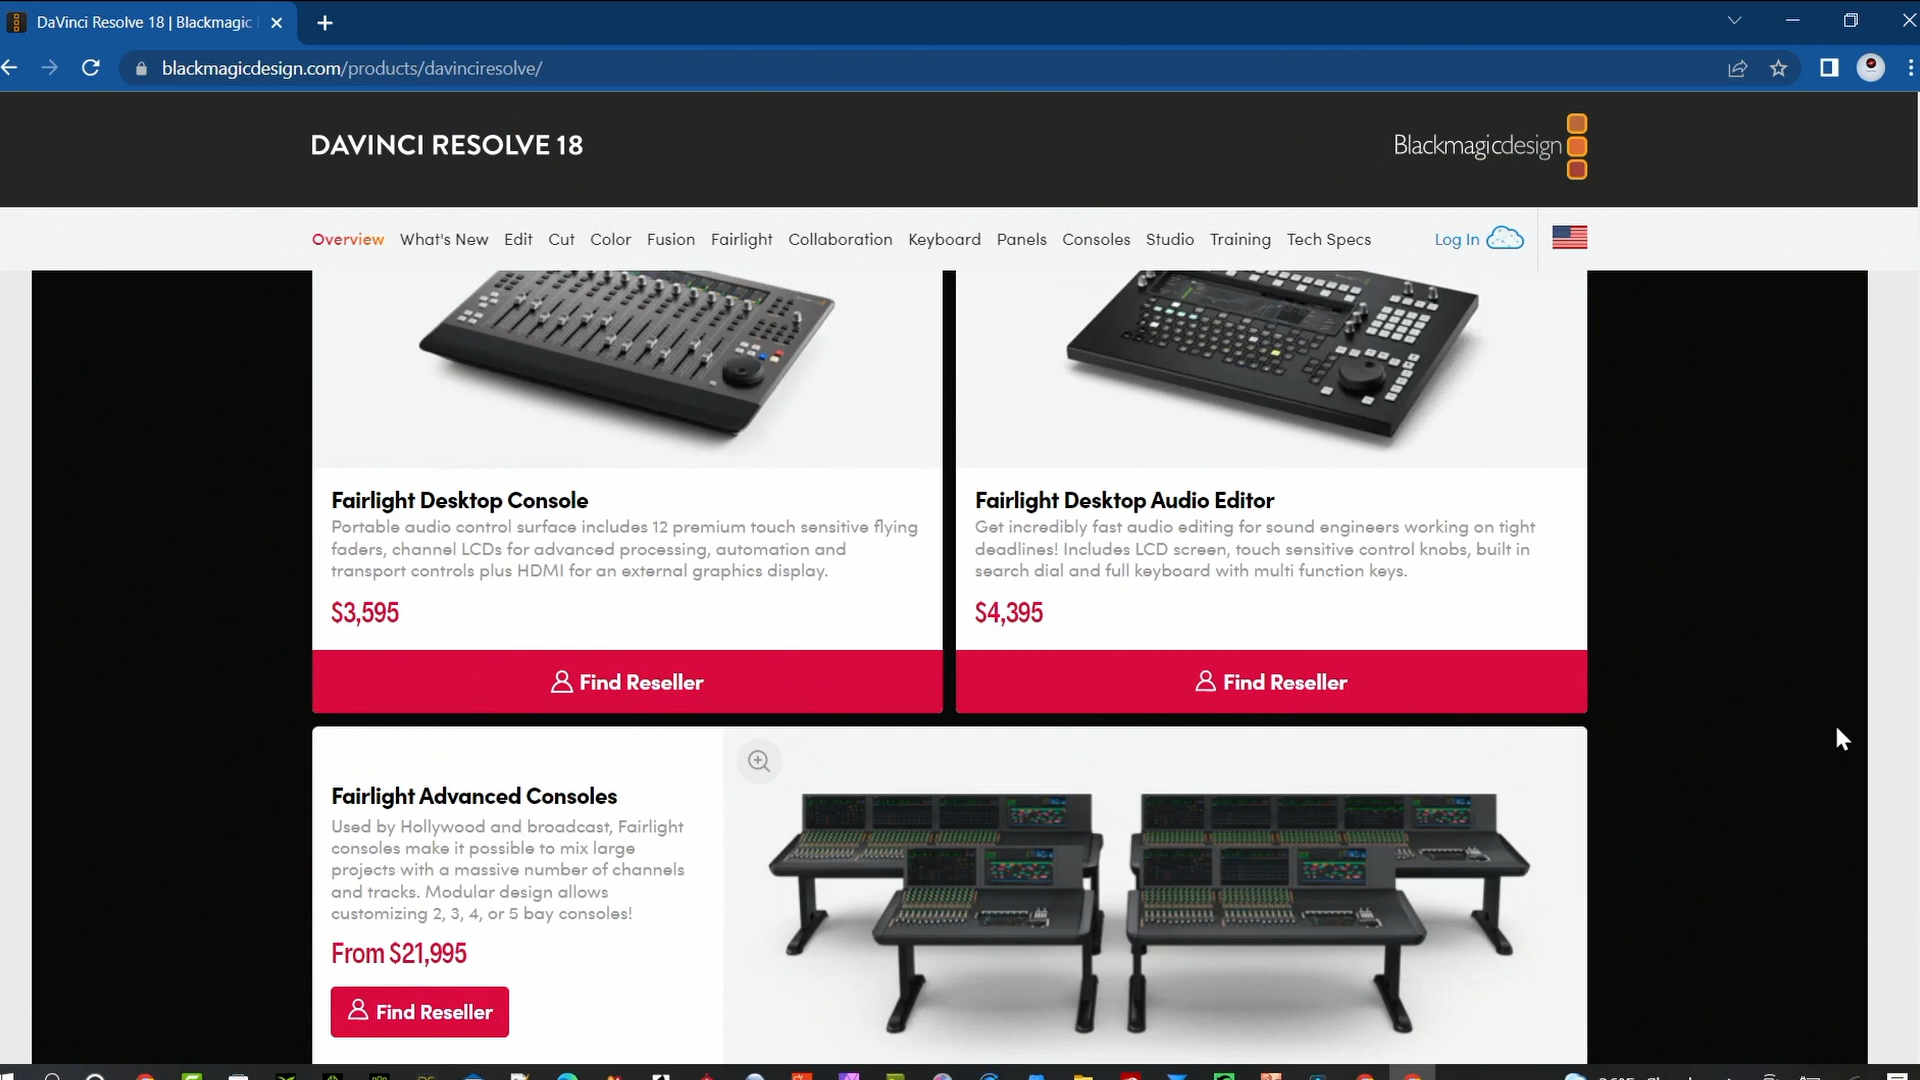 DaVinci Resolve 18 | Blackmagic
blackmagicdesign.com/products/davinciresolve/
DAVINCI RESOLVE 18
Blackmagicdesign
Overview What's New Edit Cut Color Fusion Fairlight Collaboration Keyboard Panels Consoles Studio Training Tech Specs Log In
Fairlight Desktop Console
Portable audio control surface includes 12 premium touch sensitive flying
faders, channel LCDs for advanced processing, automation and
transport controls plus HDMI for an external graphics display.
$3,595
Find Reseller
Fairlight Desktop Audio Editor
Get incredibly fast audio editing for sound engineers working on tight
deadlines! Includes LCD screen, touch sensitive control knobs, built in
search dial and full keyboard with multi function keys.
$4,395
Find Reseller
Fairlight Advanced Consoles
Used by Hollywood and broadcast, Fairlight
consoles make it possible to mix large
projects with a massive number of channels
and tracks. Modular design allows
customizing 2, 3, 4, or 5 bay consoles!
From $21,995
Find Reseller